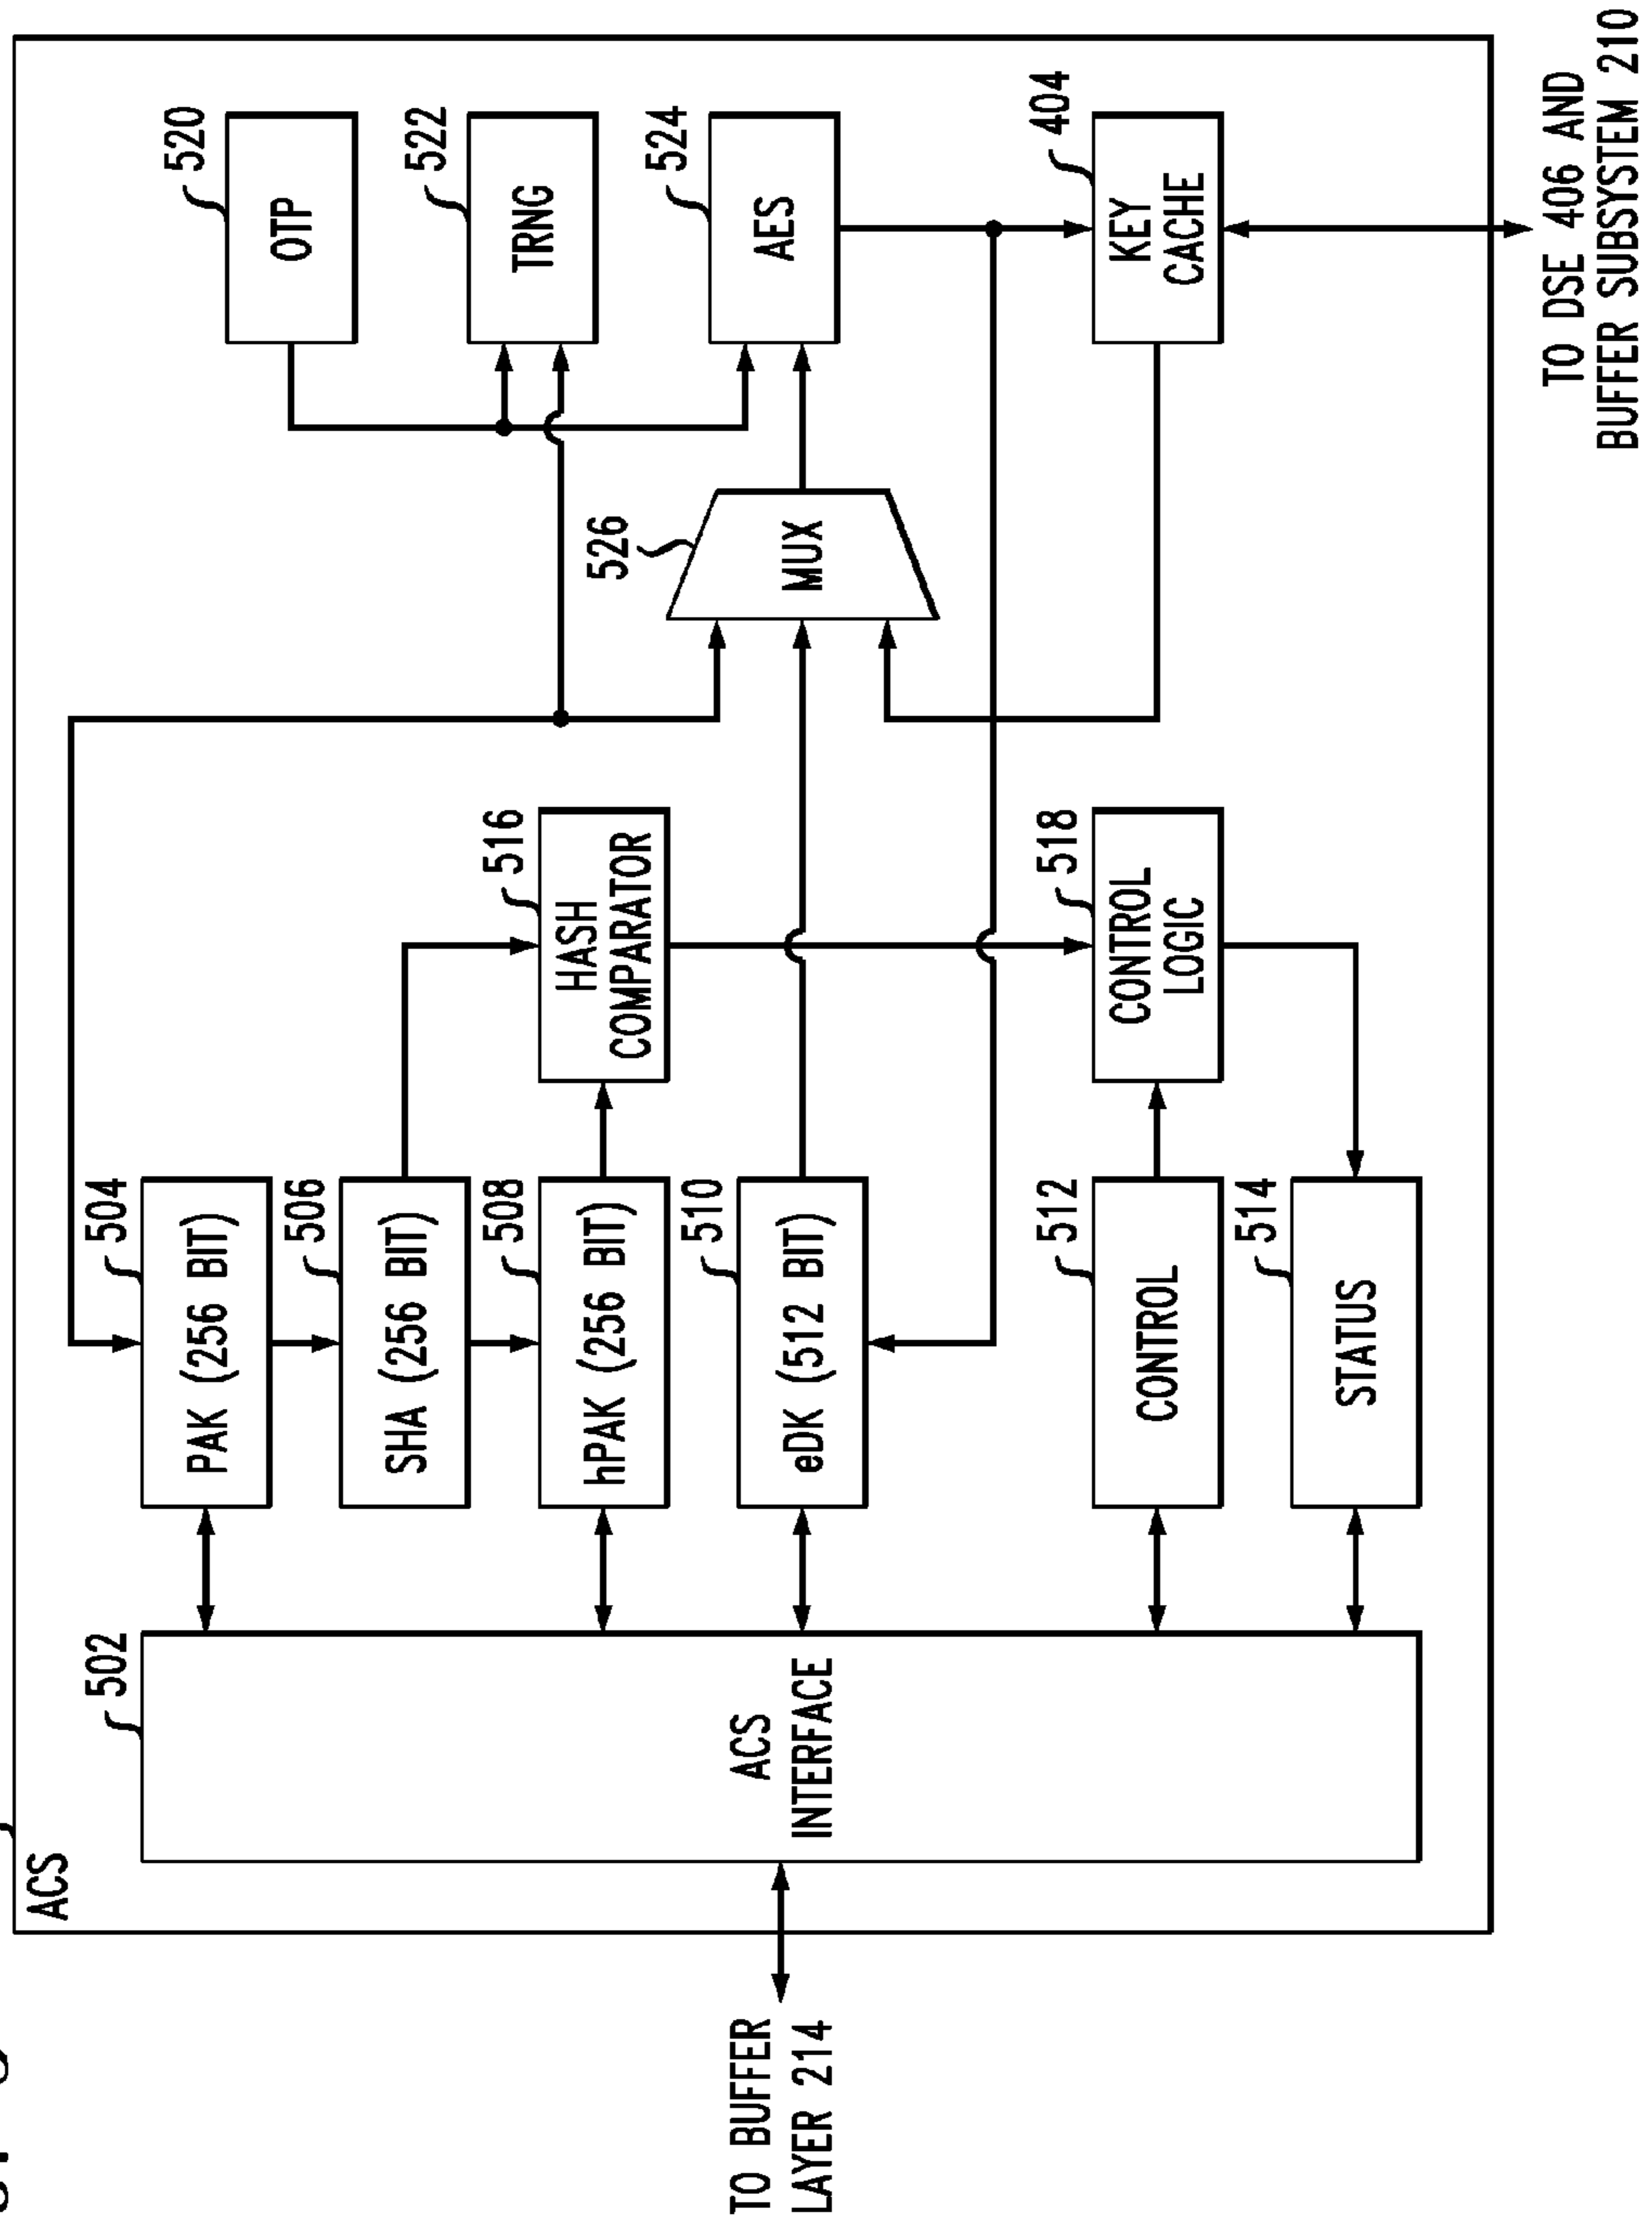 ACS
502
ACS
INTERFACE
TO BUFFER
LAYER 214
504
PAK (256 BIT)
506
SHA (256 BIT)
508
hPAK (256 BIT)
510
eDK (512 BIT)
512
CONTROL
514
STATUS
516
HASH
COMPARATOR
518
CONTROL
LOGIC
526
MUX
520
OTP
522
TRNG
524
AES
404
KEY
CACHE
TO DSE 406 AND
BUFFER SUBSYSTEM 210